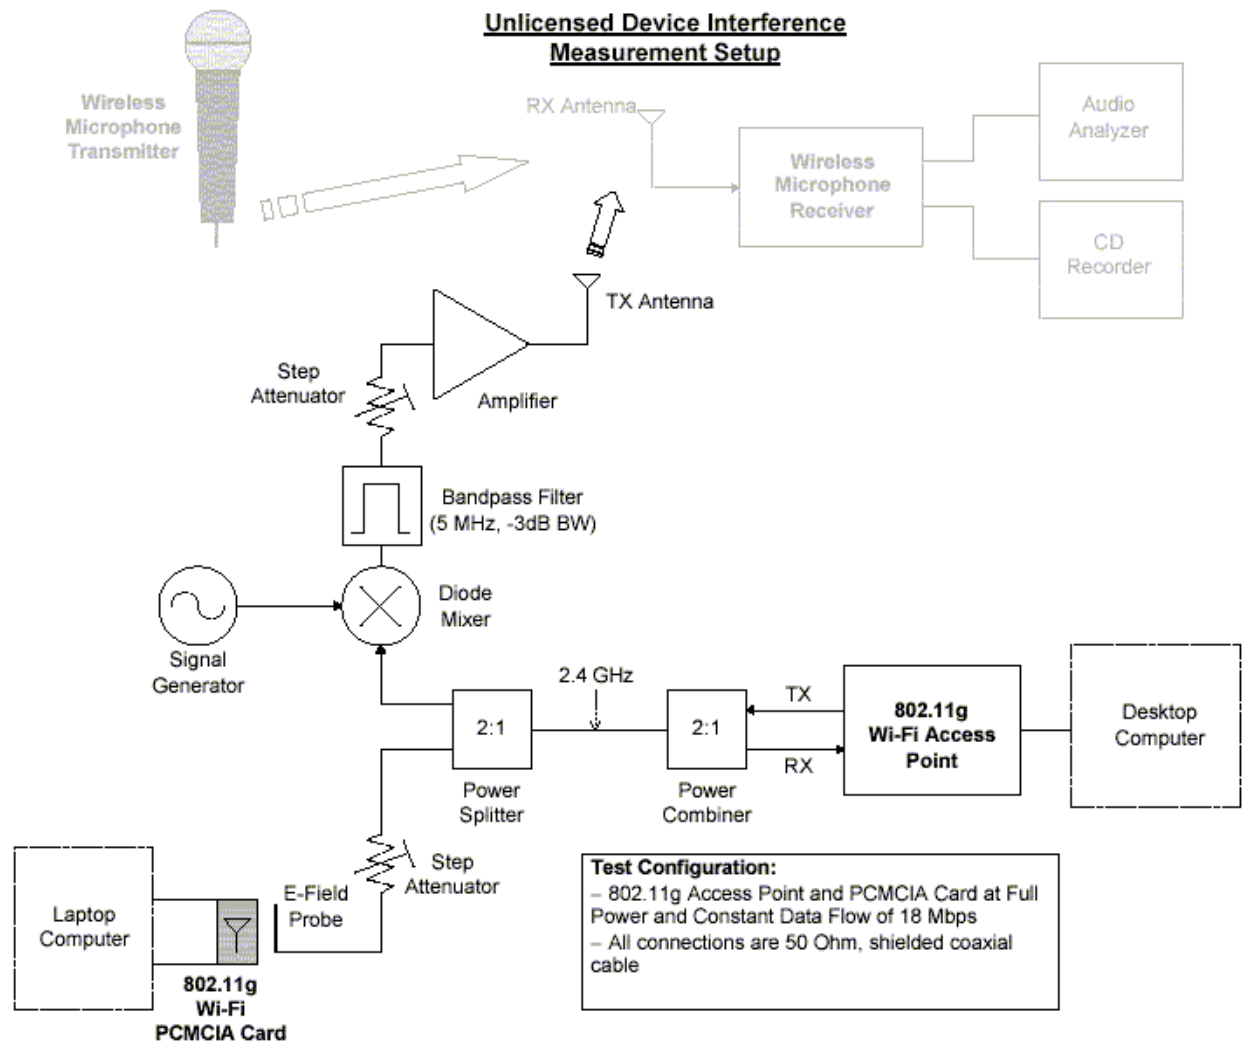 Unlicensed Device Interference
Measurement Setup
Wireless
Microphone
Transmitter
RX Antenna
Wireless
Microphone
Receiver
Audio
Analyzer
CD
Recorder
TX Antenna
Step
Attenuator
Amplifier
Bandpass Filter
(5 MHz, -3dB BW)
Diode
Mixer
Signal
Generator
2.4 GHz
2:1
Power
Splitter
2:1
Power
Combiner
TX
RX
802.11g
Wi-Fi Access
Point
Desktop
Computer
Step
Attenuator
E-Field
Probe
Laptop
Computer
802.11g
Wi-Fi
PCMCIA Card
Test Configuration:
– 802.11g Access Point and PCMCIA Card at Full
Power and Constant Data Flow of 18 Mbps
– All connections are 50 Ohm, shielded coaxial
cable